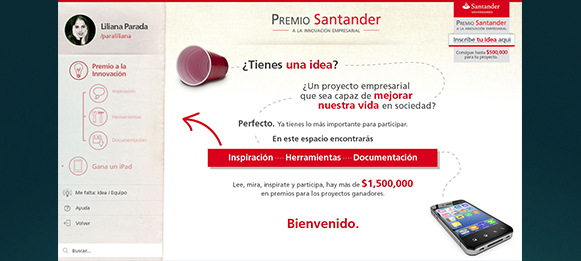 Liliana Parada
/paraliliana
Premio a la
Innovación
Inspiración
Herramientas
Documentación
Gana un iPad
Me falta: Idea / Equipo
Ayuda
Volver
Buscar...
PREMIO Santander
A LA INNOVACIÓN EMPRESARIAL
¿Tienes una idea?
¿Un proyecto empresarial
que sea capaz de mejorar
nuestra vida en sociedad?
Perfecto. Ya tienes lo más importante para participar.
En este espacio encontrarás
Inspiración ···· Herramientas ···· Documentación
Lee, mira, inspírate y participa, hay más de $1,500,000
en premios para los proyectos ganadores.
Bienvenido.
Santander
UNIVERSIDADES
PREMIO Santander
A LA INNOVACIÓN EMPRESARIAL
Inscribe tu idea aquí
Consigue hasta $500,000
para tu proyecto.